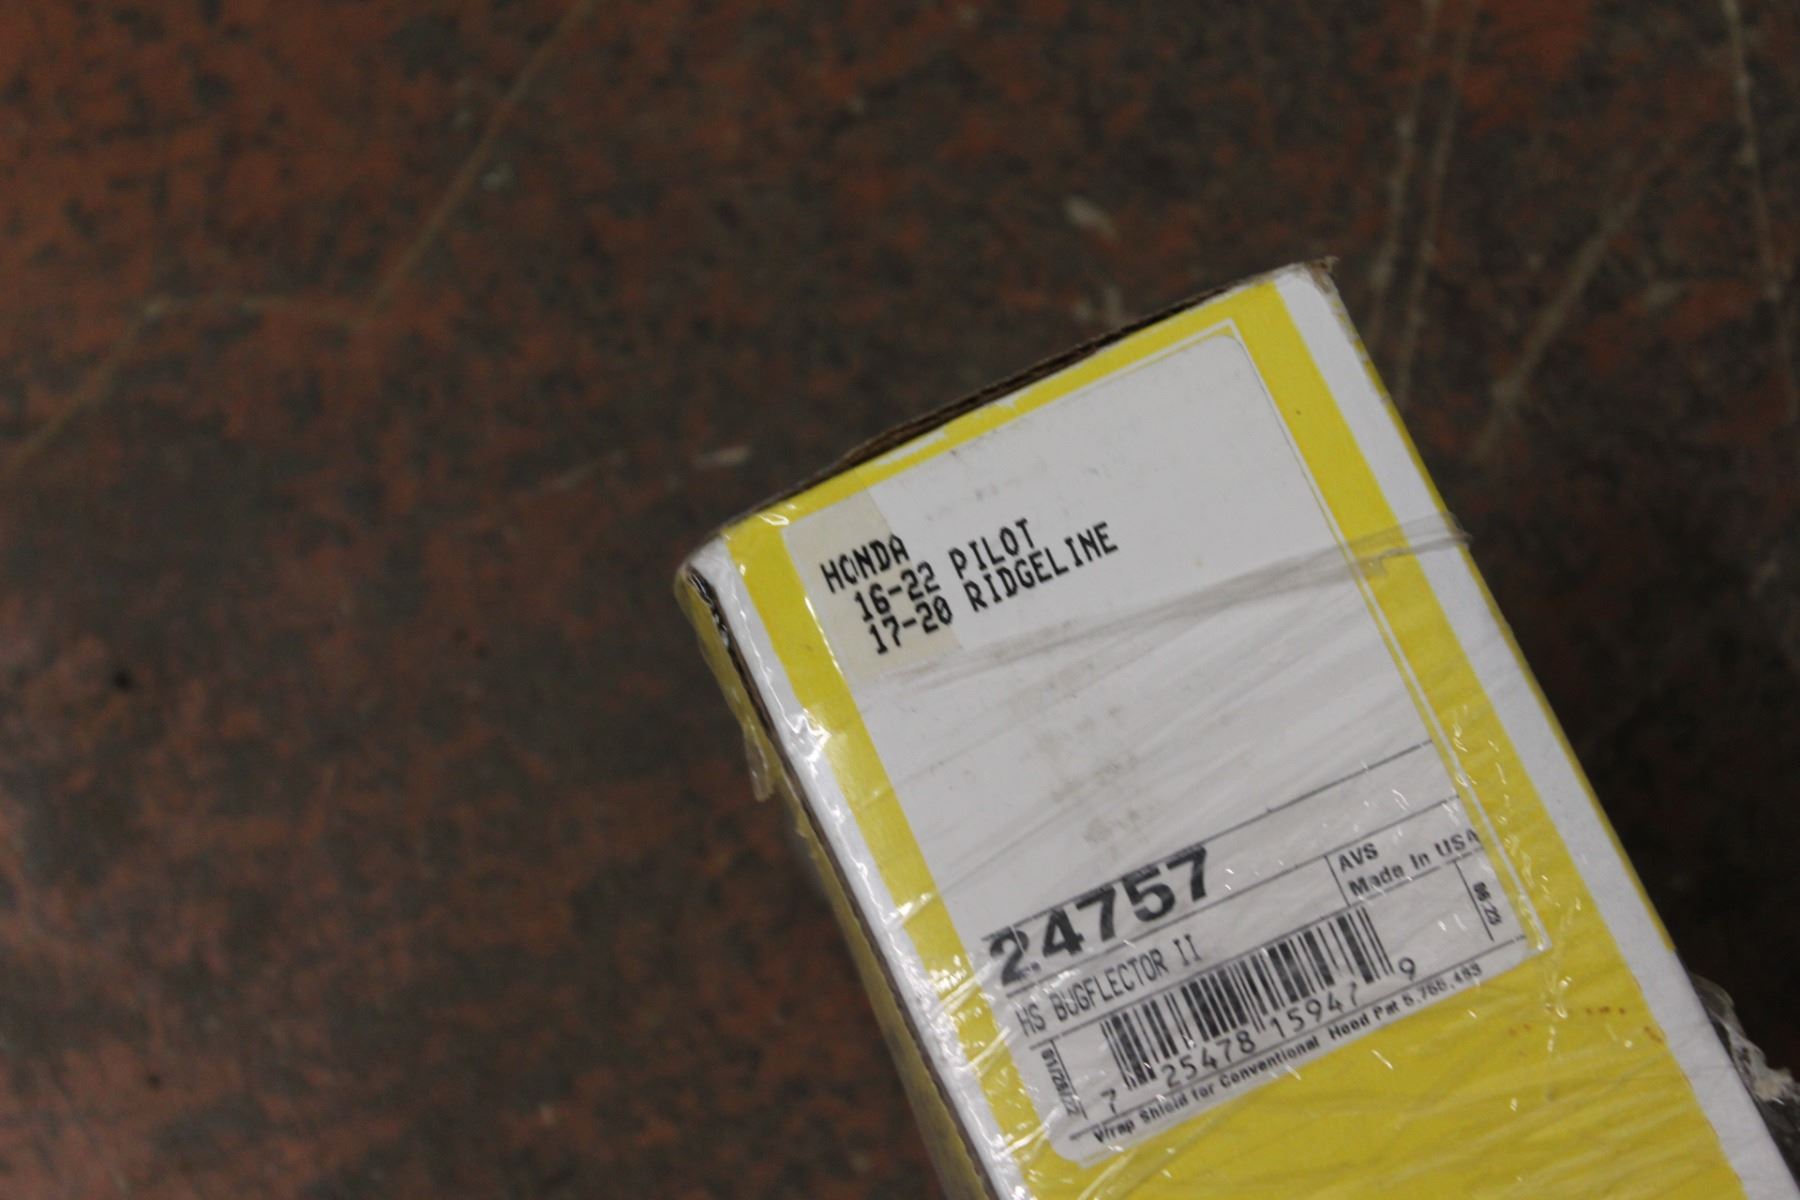 HONDA
16-22 PILOT
17-20 RIDGELINE
24757
AVS
Made In USA
HS BUGFLECTOR II
7 25478 15947 9
Wrap Shield for Conventional Hood Pat 5,755,483